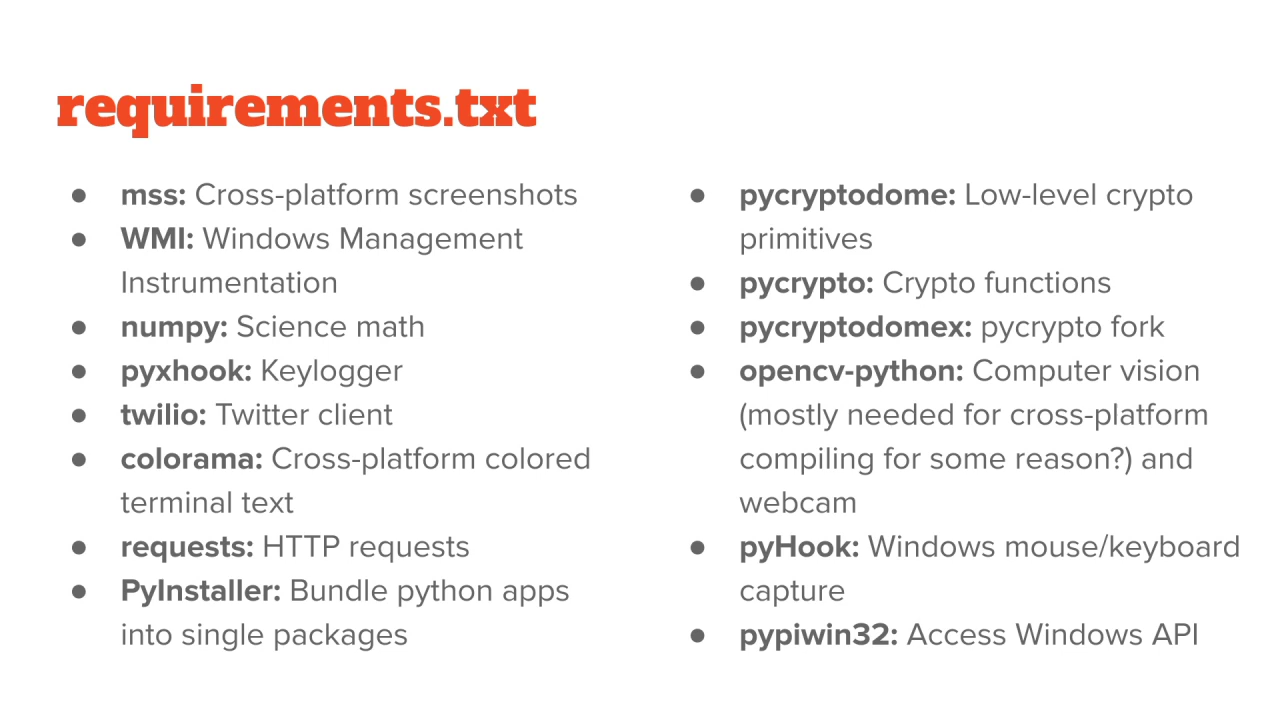 requirements.txt
● mss: Cross-platform screenshots
● WMI: Windows Management
Instrumentation
● numpy: Science math
● pyxhook: Keylogger
● twilio: Twitter client
● colorama: Cross-platform colored
terminal text
● requests: HTTP requests
● PyInstaller: Bundle python apps
into single packages
● pycryptodome: Low-level crypto
primitives
● pycrypto: Crypto functions
● pycryptodomex: pycrypto fork
● opencv-python: Computer vision
(mostly needed for cross-platform
compiling for some reason?) and
webcam
● pyHook: Windows mouse/keyboard
capture
● pypiwin32: Access Windows API